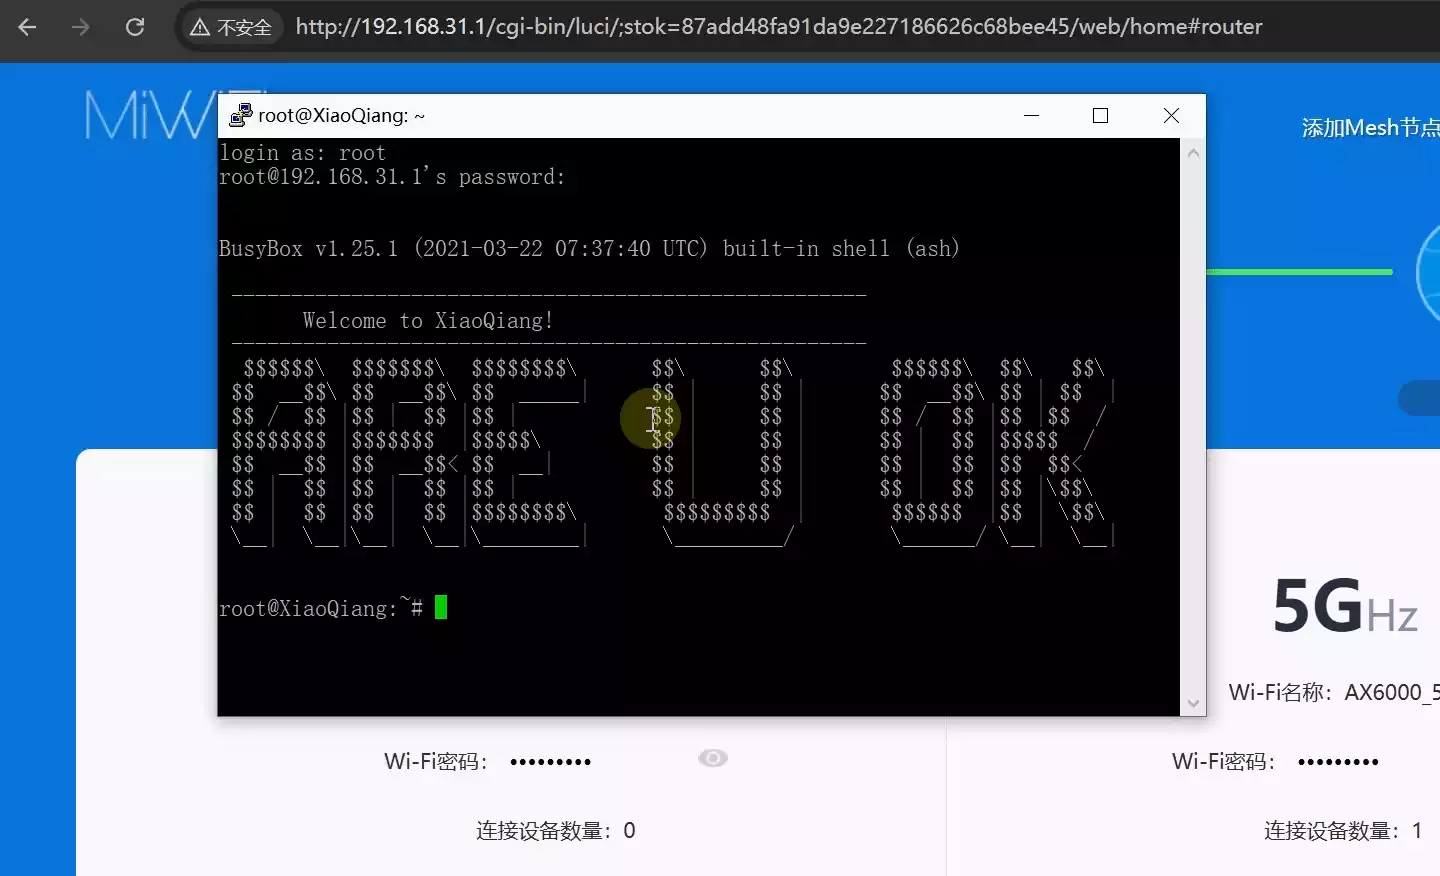 不安全 http://192.168.31.1/cgi-bin/luci/;stok=87add48fa91da9e227186626c68bee45/web/home#router
MiW
添加Mesh节点
root@XiaoQiang: ~
login as: root
root@192.168.31.1's password:
BusyBox v1.25.1 (2021-03-22 07:37:40 UTC) built-in shell (ash)
Welcome to XiaoQiang!
ARE U OK
root@XiaoQiang:~#
5GHz
Wi-Fi名称：AX6000_5
Wi-Fi密码： •••••••••
Wi-Fi密码： •••••••••
连接设备数量：0
连接设备数量：1